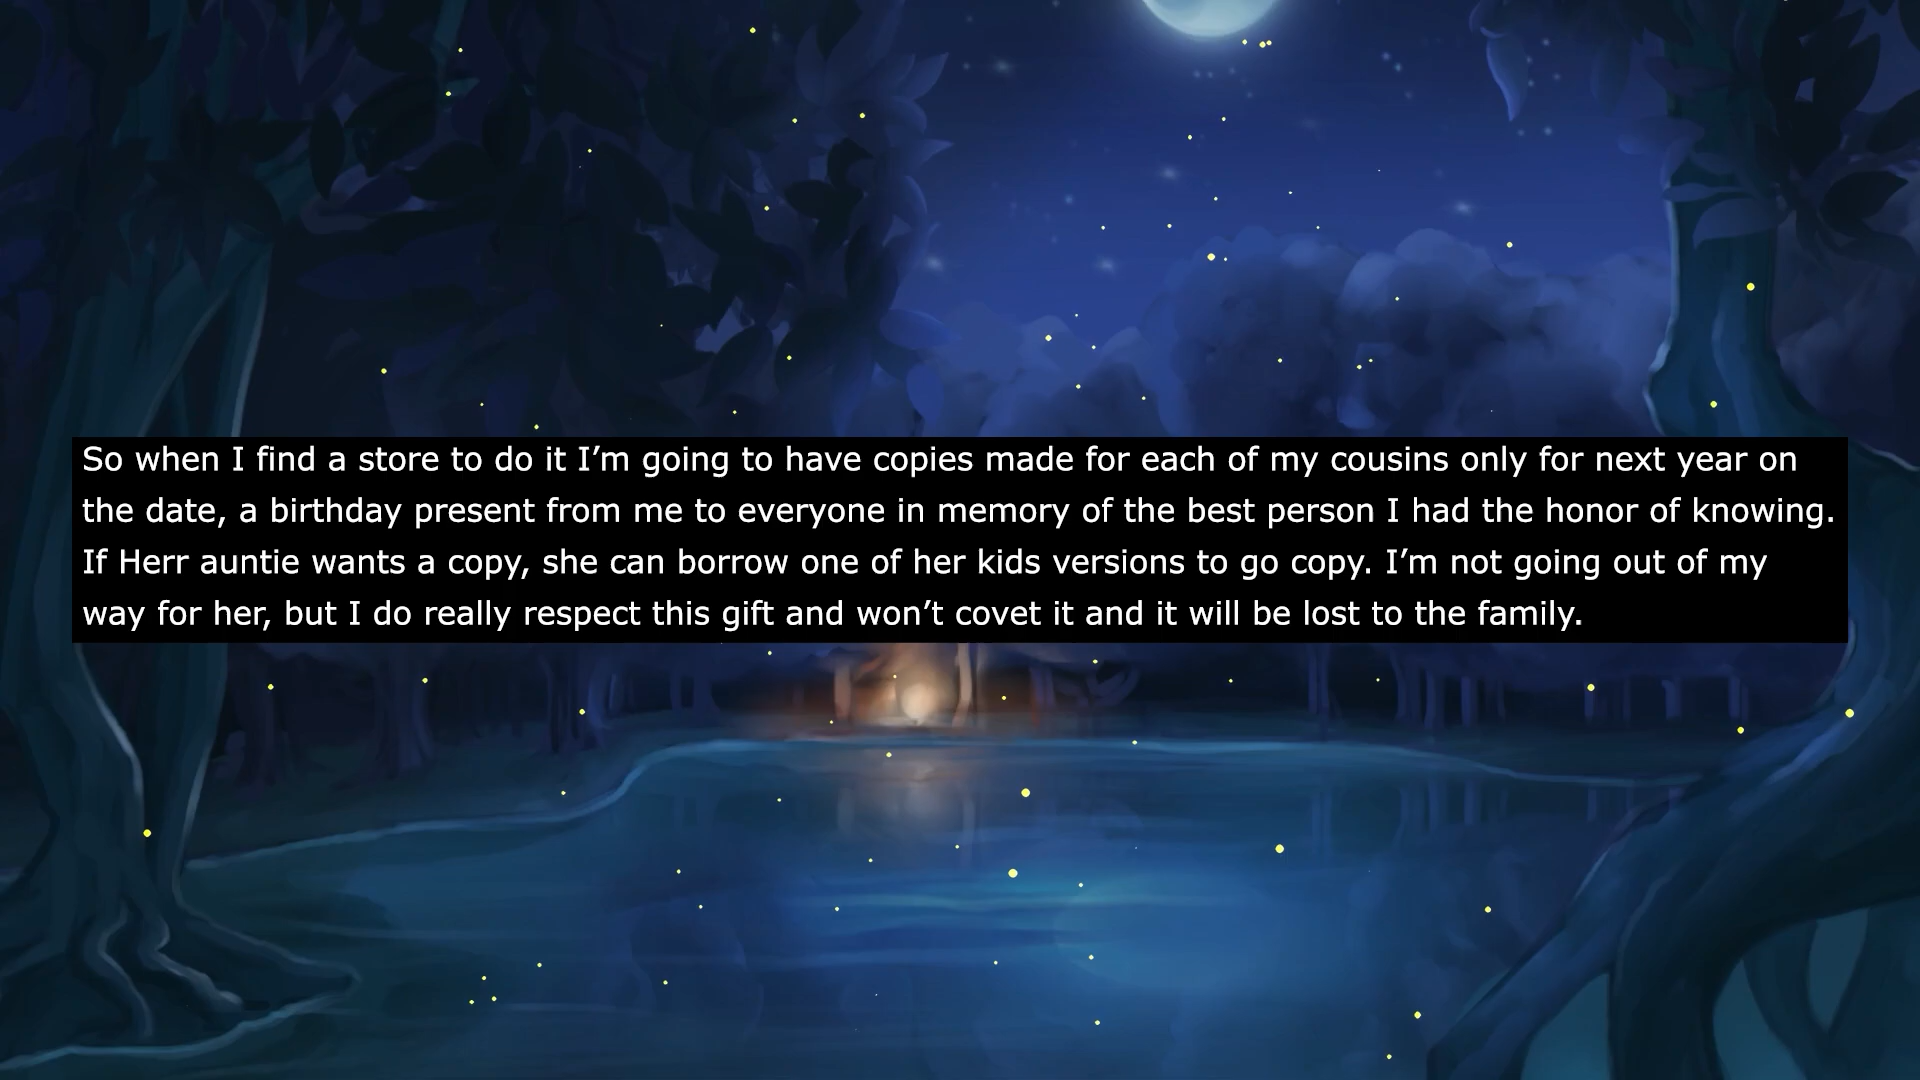 So when I find a store to do it I’m going to have copies made for each of my cousins only for next year on
the date, a birthday present from me to everyone in memory of the best person I had the honor of knowing.
If Herr auntie wants a copy, she can borrow one of her kids versions to go copy. I’m not going out of my
way for her, but I do really respect this gift and won’t covet it and it will be lost to the family.